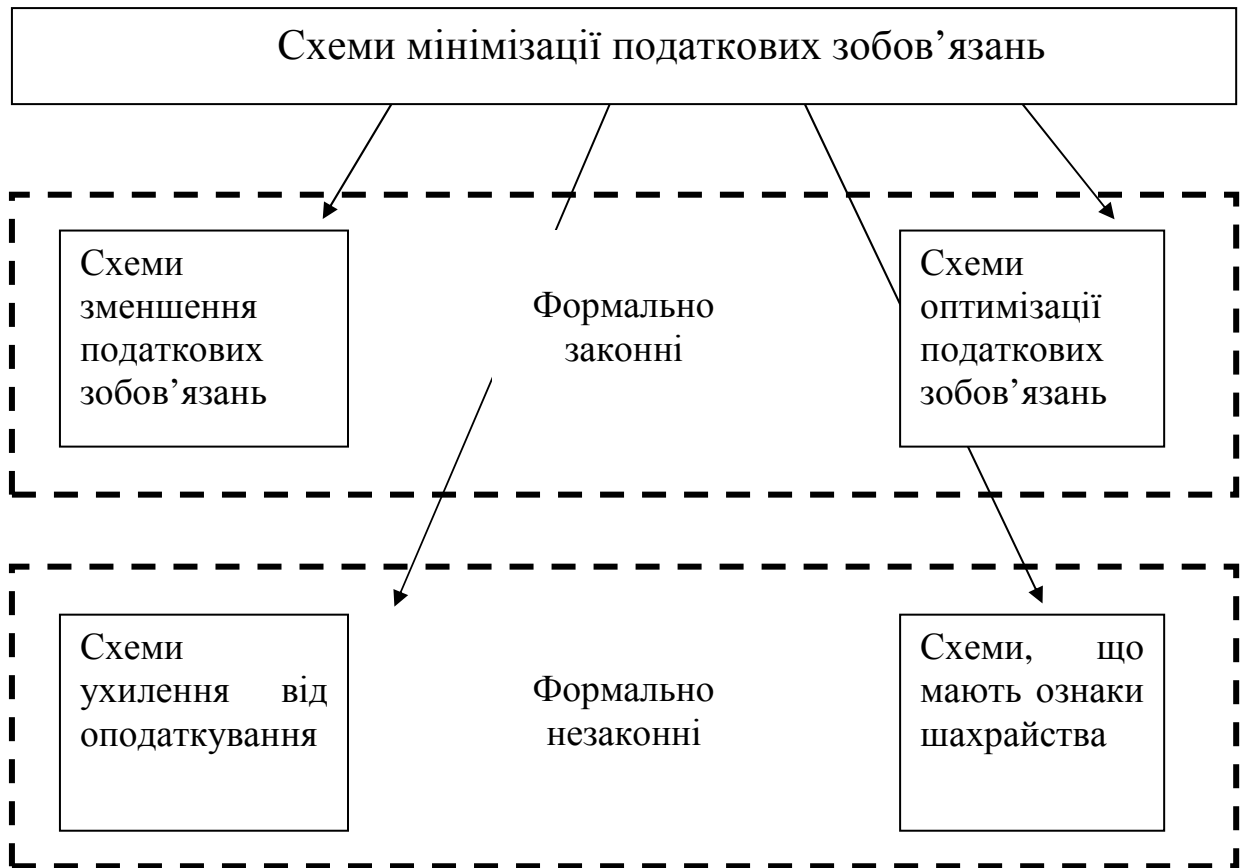 Схеми мінімізації податкових зобов’язань
Схеми
зменшення
податкових
зобов’язань
Формально
законні
Схеми
оптимізації
податкових
зобов’язань
Схеми
ухилення від
оподаткування
Формально
незаконні
Схеми, що
мають ознаки
шахрайства